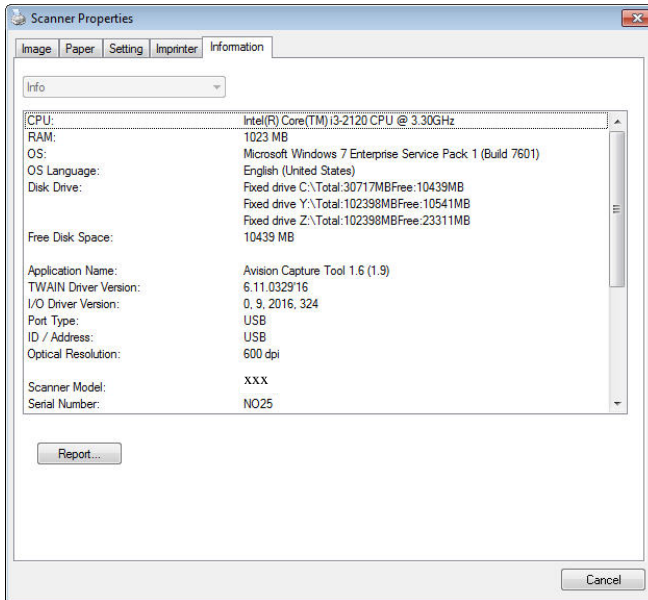 Scanner Properties
Image Paper Setting Imprinter Information
Info
CPU: Intel(R) Core(TM) i3-2120 CPU @ 3.30GHz
RAM: 1023 MB
OS: Microsoft Windows 7 Enterprise Service Pack 1 (Build 7601)
OS Language: English (United States)
Disk Drive: Fixed drive C:\Total:30717MBFree:10439MB
Fixed drive Y:\Total:102398MBFree:10541MB
Fixed drive Z:\Total:102398MBFree:23311MB
Free Disk Space: 10439 MB
Application Name: Avision Capture Tool 1.6 (1.9)
TWAIN Driver Version: 6.11.0329'16
I/O Driver Version: 0, 9, 2016, 324
Port Type: USB
ID / Address: USB
Optical Resolution: 600 dpi
Scanner Model: xxx
Serial Number: NO25
Report...
Cancel